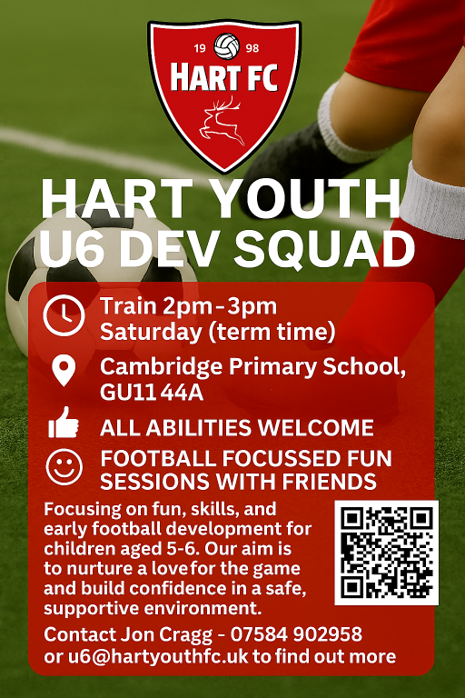 19 98
HART FC
HART YOUTH
U6 DEV SQUAD
Train 2pm-3pm
Saturday (term time)
Cambridge Primary School,
GU11 44A
ALL ABILITIES WELCOME
FOOTBALL FOCUSSED FUN
SESSIONS WITH FRIENDS
Focusing on fun, skills, and
early football development for
children aged 5-6. Our aim is
to nurture a love for the game
and build confidence in a safe,
supportive environment.
Contact Jon Cragg - 07584 902958
or u6@hartyouthfc.uk to find out more